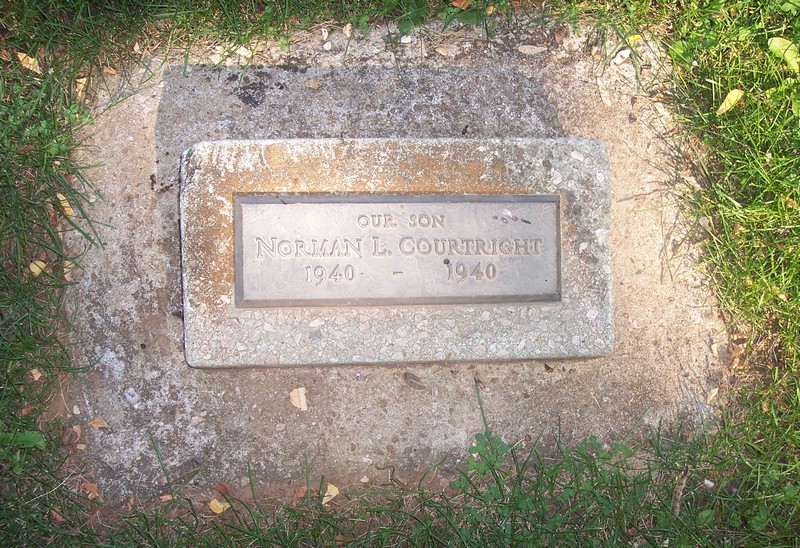 OUR SON
NORMAN L. COURTRIGHT
1940 - 1940